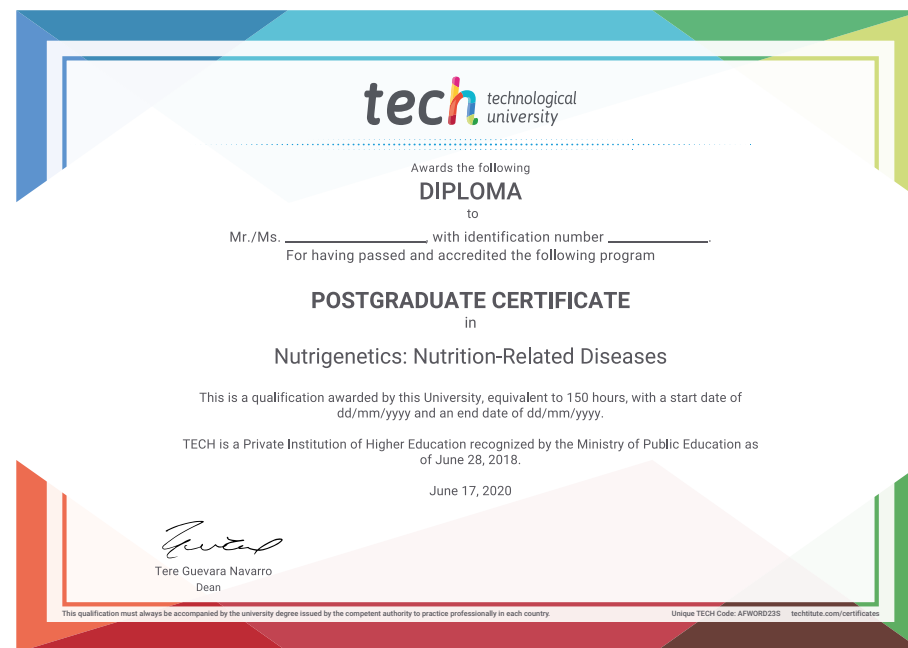 tech technological
university
Awards the following
DIPLOMA
to
Mr./Ms. ________________, with identification number ____________.
For having passed and accredited the following program
POSTGRADUATE CERTIFICATE
in
Nutrigenetics: Nutrition-Related Diseases
This is a qualification awarded by this University, equivalent to 150 hours, with a start date of
dd/mm/yyyy and an end date of dd/mm/yyyy.
TECH is a Private Institution of Higher Education recognized by the Ministry of Public Education as
of June 28, 2018.
June 17, 2020
Tere Guevara Navarro
Dean
This qualification must always be accompanied by the university degree issued by the competent authority to practice professionally in each country. Unique TECH Code: AFWORD23S techtitute.com/certificates